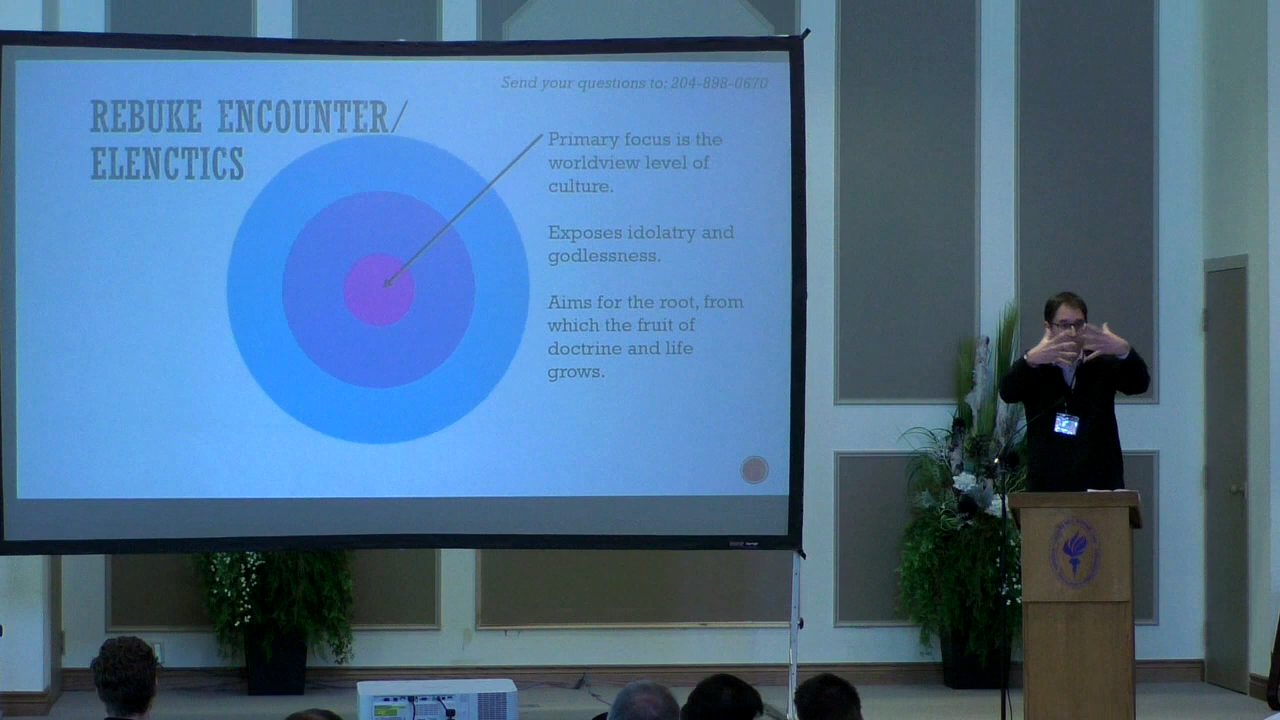 Send your questions to: 204-898-0670
REBUKE ENCOUNTER/
ELENCTICS
Primary focus is the
worldview level of
culture.
Exposes idolatry and
godlessness.
Aims for the root, from
which the fruit of
doctrine and life
grows.